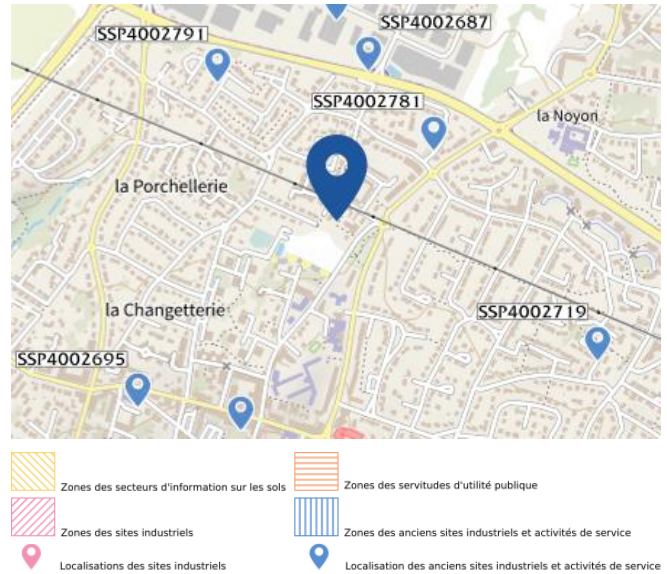 SSP4002791
SSP4002687
SSP4002781
la Noyon
la Porchellerie
la Changetterie
SSP4002719
SSP4002695
Zones des secteurs d'information sur les sols
Zones des servitudes d'utilité publique
Zones des sites industriels
Zones des anciens sites industriels et activités de service
Localisations des sites industriels
Localisation des anciens sites industriels et activités de service